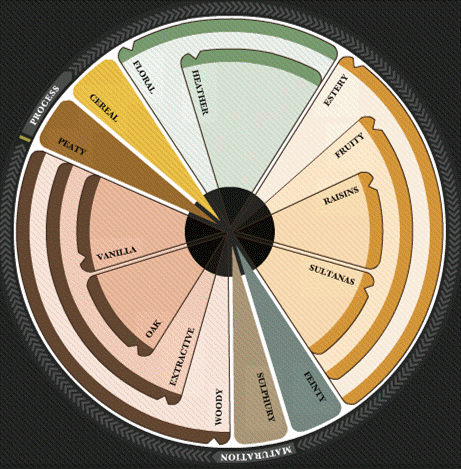 PROCESS
PEATY
CEREAL
FLORAL
HEATHER
ESTERY
FRUITY
RAISINS
SULTANAS
FEINTY
SULPHURY
WOODY
EXTRACTIVE
OAK
VANILLA
MATURATION